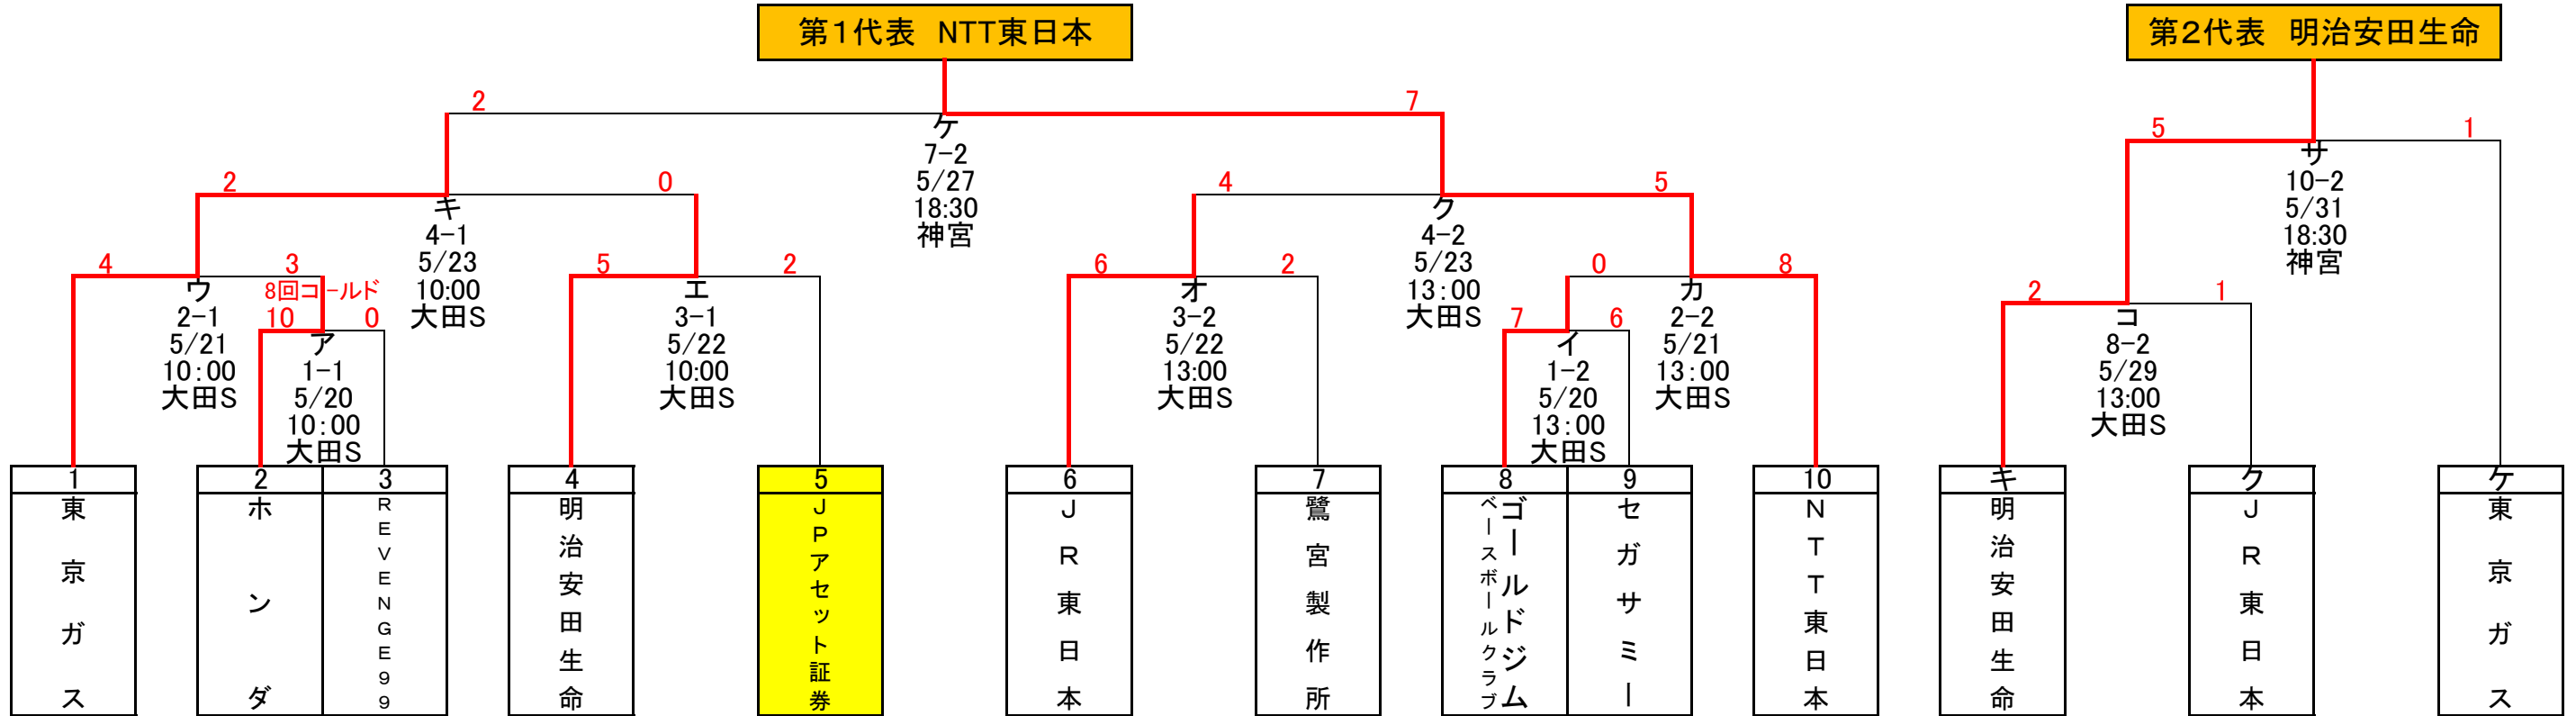 第1代表 NTT東日本
第2代表 明治安田生命
2
7
ケ
7-2
5/27
18:30
神宮
5
1
サ
10-2
5/31
18:30
神宮
2
0
キ
4-1
5/23
10:00
大田S
4
5
ク
4-2
5/23
13:00
大田S
4
3
ウ
2-1
5/21
10:00
大田S
8回コールド
10
0
ア
1-1
5/20
10:00
大田S
5
2
エ
3-1
5/22
10:00
大田S
6
2
オ
3-2
5/22
13:00
大田S
0
8
カ
2-2
5/21
13:00
大田S
7
6
イ
1-2
5/20
13:00
大田S
2
1
コ
8-2
5/29
13:00
大田S
1
東京ガス
2
ホンダ
3
REVENGE99
4
明治安田生命
5
JPアセット証券
6
JR東日本
7
鷺宮製作所
8
ゴールドジム
ベースボールクラブ
9
セガサミー
10
NTT東日本
キ
明治安田生命
ク
JR東日本
ケ
東京ガス